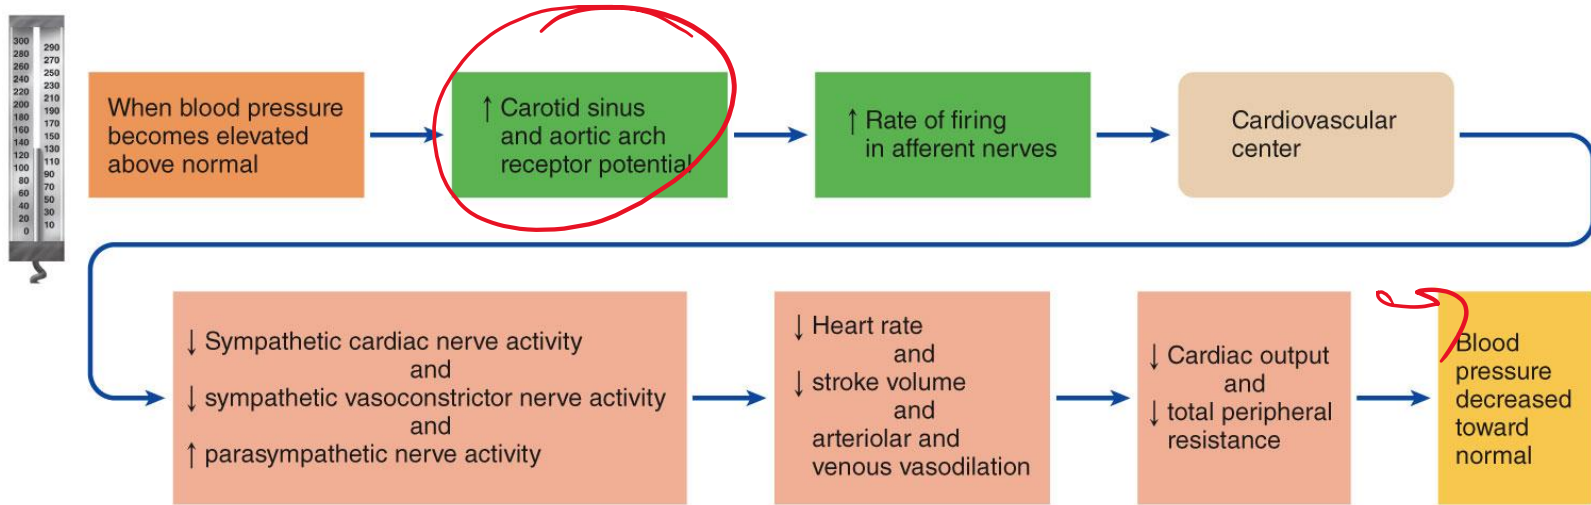 300
290
280
270
260
250
240
230
220
210
200
190
180
170
160
150
140
130
120
110
100
90
80
70
60
50
40
30
20
10
0
When blood pressure
becomes elevated
above normal
↑ Carotid sinus
and aortic arch
receptor potential
↑ Rate of firing
in afferent nerves
Cardiovascular
center
↓ Sympathetic cardiac nerve activity
and
↓ sympathetic vasoconstrictor nerve activity
and
↑ parasympathetic nerve activity
↓ Heart rate
and
↓ stroke volume
and
arteriolar and
venous vasodilation
↓ Cardiac output
and
↓ total peripheral
resistance
Blood
pressure
decreased
toward
normal